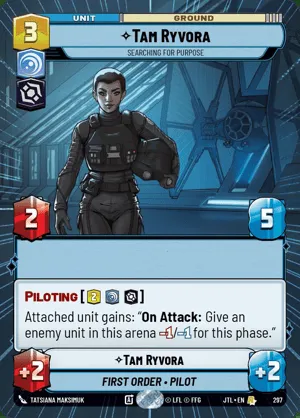 UNIT
GROUND
3
✧TAM RYVORA
SEARCHING FOR PURPOSE
2
5
PILOTING [2]
Attached unit gains: "On Attack: Give an
enemy unit in this arena -1/-1 for this phase."
✧TAM RYVORA
+2
FIRST ORDER • PILOT
+2
TATSIANA MAKSIMUK
© LFL © FFG
JTL • EN
297